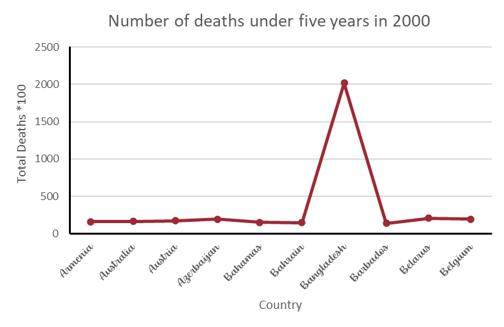 Number of deaths under five years in 2000
Total Deaths *100
2500
2000
1500
1000
500
0
Armenia
Australia
Austria
Azerbaijan
Bahamas
Bahrain
Bangladesh
Barbados
Belarus
Belgium
Country